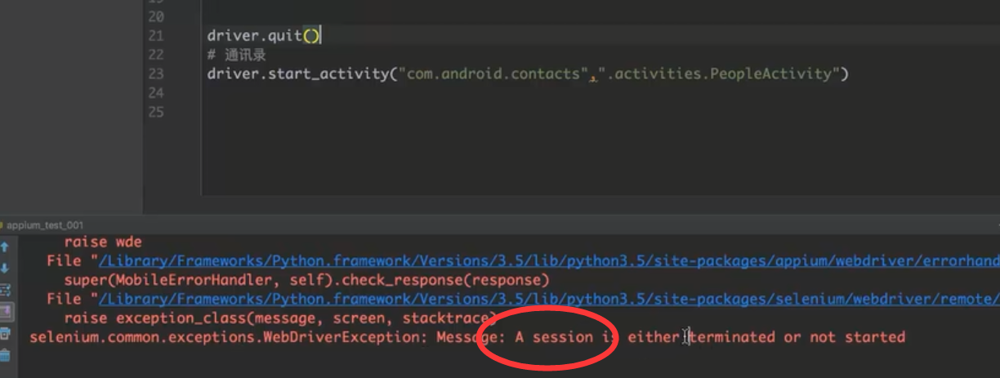 20
21 driver.quit()
22 # 通讯录
23 driver.start_activity("com.android.contacts",".activities.PeopleActivity")
24
25
appium_test_001
raise wde
File "/Library/Frameworks/Python.framework/Versions/3.5/lib/python3.5/site-packages/appium/webdriver/errorhand
super(MobileErrorHandler, self).check_response(response)
File "/Library/Frameworks/Python.framework/Versions/3.5/lib/python3.5/site-packages/selenium/webdriver/remote/
raise exception_class(message, screen, stacktrace)
selenium.common.exceptions.WebDriverException: Message: A session is either terminated or not started